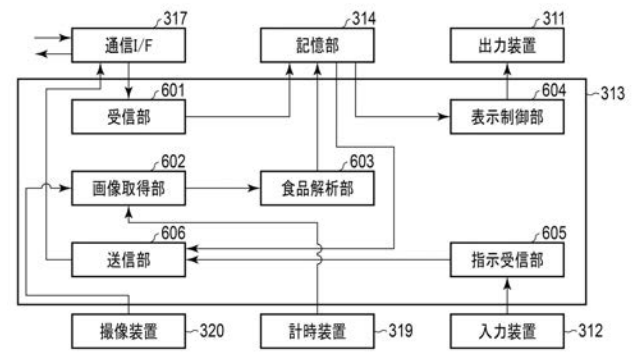 317
通信I/F
314
記憶部
311
出力装置
601
受信部
604
表示制御部
313
602
画像取得部
603
食品解析部
606
送信部
605
指示受信部
撮像装置
320
計時装置
319
入力装置
312